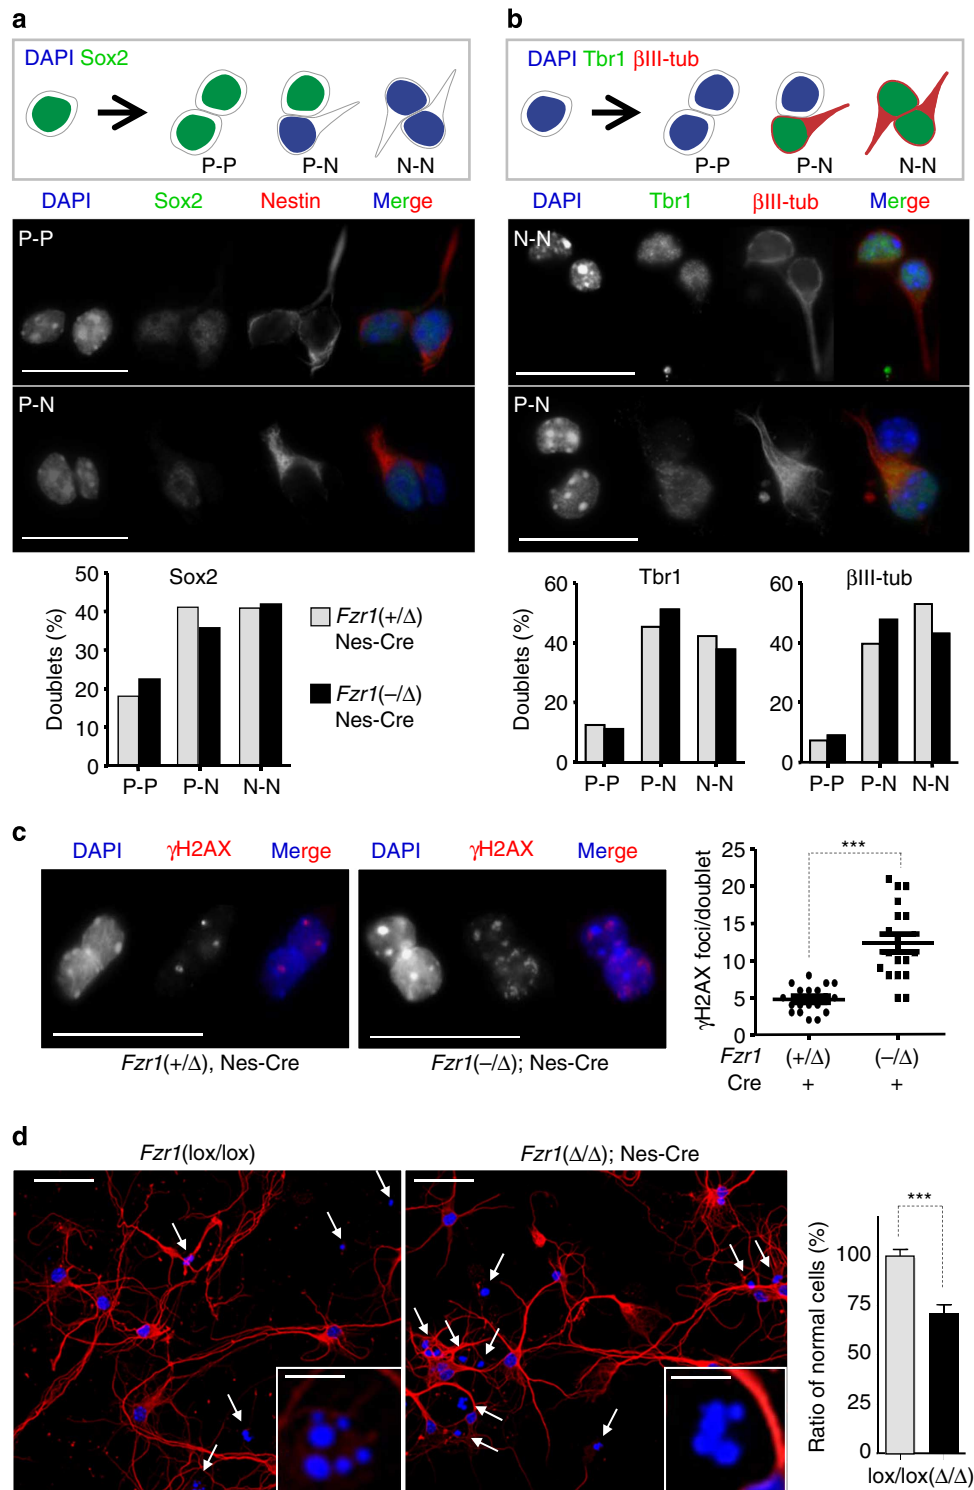 a
DAPI Sox2
P-P
P-N
N-N
DAPI
Sox2
Nestin
Merge
P-P
P-N
Sox2
Doublets (%)
50
40
30
20
10
0
P-P
P-N
N-N
Fzr1(+/Δ)
Nes-Cre
Fzr1(−/Δ)
Nes-Cre
b
DAPI Tbr1 βIII-tub
P-P
P-N
N-N
DAPI
Tbr1
βIII-tub
Merge
N-N
P-N
Tbr1
Doublets (%)
60
40
20
0
P-P
P-N
N-N
βIII-tub
60
40
20
0
P-P
P-N
N-N
c
DAPI
γH2AX
Merge
DAPI
γH2AX
Merge
Fzr1(+/Δ), Nes-Cre
Fzr1(−/Δ); Nes-Cre
γH2AX foci/doublet
25
20
15
10
5
0
***
Fzr1
(+/Δ)
(−/Δ)
Cre
+
+
d
Fzr1(lox/lox)
Fzr1(Δ/Δ); Nes-Cre
Ratio of normal cells (%)
***
100
75
50
25
0
lox/lox(Δ/Δ)